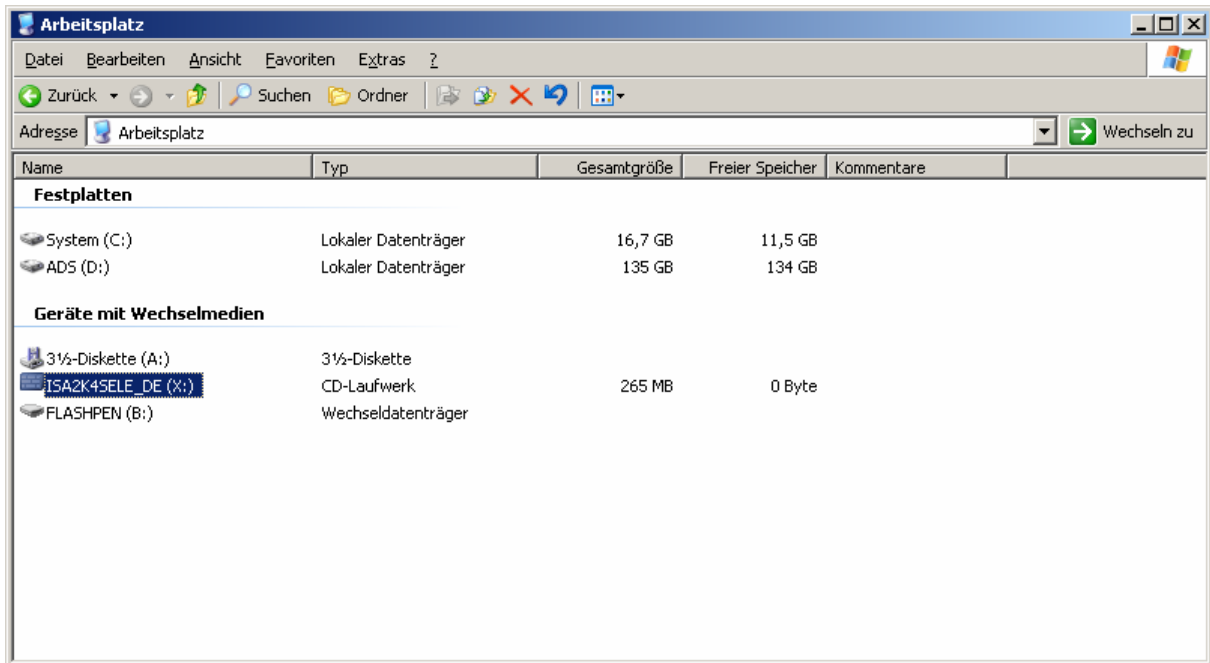 Arbeitsplatz
Datei Bearbeiten Ansicht Favoriten Extras ?
Zurück Suchen Ordner
Adresse Arbeitsplatz Wechseln zu
Name Typ Gesamtgröße Freier Speicher Kommentare
Festplatten
System (C:) Lokaler Datenträger 16,7 GB 11,5 GB
ADS (D:) Lokaler Datenträger 135 GB 134 GB
Geräte mit Wechselmedien
3½-Diskette (A:) 3½-Diskette
ISA2K4SELE_DE (X:) CD-Laufwerk 265 MB 0 Byte
FLASHPEN (B:) Wechseldatenträger